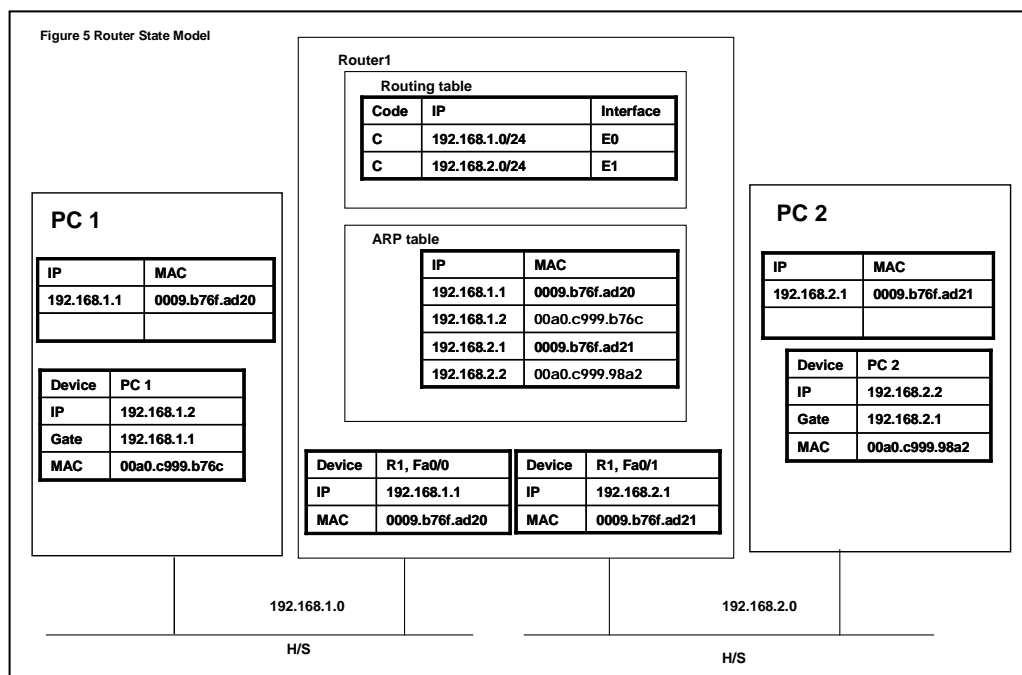 Figure 5 Router State Model
Router1
Routing table
Code IP Interface
C 192.168.1.0/24 E0
C 192.168.2.0/24 E1
PC 1
IP MAC
192.168.1.1 0009.b76f.ad20
Device PC 1
IP 192.168.1.2
Gate 192.168.1.1
MAC 00a0.c999.b76c
ARP table
IP MAC
192.168.1.1 0009.b76f.ad20
192.168.1.2 00a0.c999.b76c
192.168.2.1 0009.b76f.ad21
192.168.2.2 00a0.c999.98a2
Device R1, Fa0/0
IP 192.168.1.1
MAC 0009.b76f.ad20
Device R1, Fa0/1
IP 192.168.2.1
MAC 0009.b76f.ad21
PC 2
IP MAC
192.168.2.1 0009.b76f.ad21
Device PC 2
IP 192.168.2.2
Gate 192.168.2.1
MAC 00a0.c999.98a2
192.168.1.0
H/S
192.168.2.0
H/S